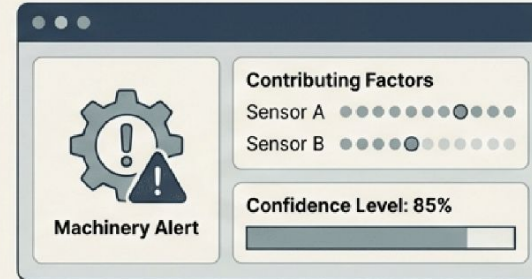 Machinery Alert
Contributing Factors
Sensor A
Sensor B
Confidence Level: 85%